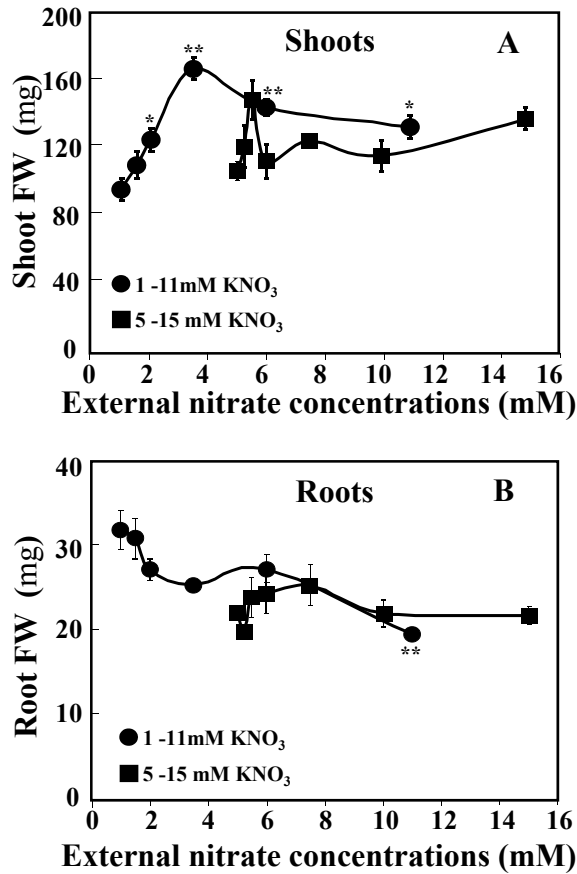 200
160
120
80
40
0
Shoot FW (mg)
Shoots
A
**
*
**
*
1 -11mM KNO₃
5 -15 mM KNO₃
0 2 4 6 8 10 12 14 16
External nitrate concentrations (mM)
40
30
20
10
0
Root FW (mg)
Roots
B
**
1 -11mM KNO₃
5 -15 mM KNO₃
0 2 4 6 8 10 12 14 16
External nitrate concentrations (mM)